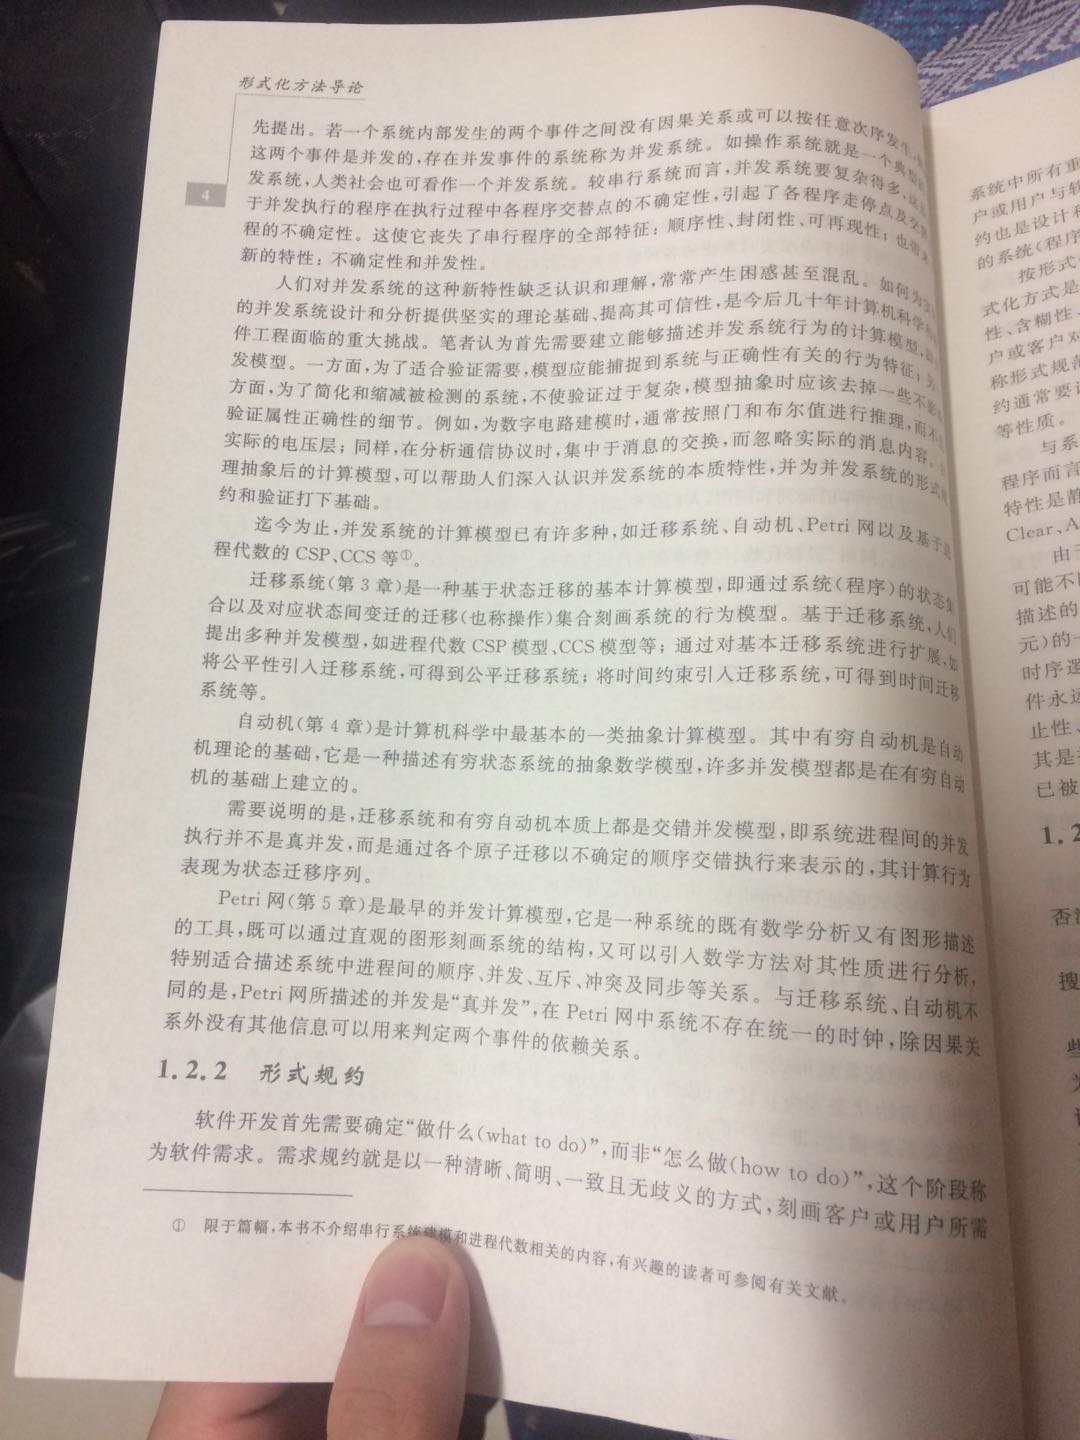 形式化方法导论
4
先提出。若一个系统内部发生的两个事件之间没有因果关系或可以按任意次序发生,
这两个事件是并发的,存在并发事件的系统称为并发系统。如操作系统就是一个典型的
发系统,人类社会也可看作一个并发系统。较串行系统而言,并发系统要复杂得多,
于并发执行的程序在执行过程中各程序交替点的不确定性,引起了各程序走停点及交替
程的不确定性。这使它丧失了串行程序的全部特征:顺序性、封闭性、可再现性;也带来
新的特性:不确定性和并发性。
人们对并发系统的这种新特性缺乏认识和理解,常常产生困惑甚至混乱。如何为
的并发系统设计和分析提供坚实的理论基础、提高其可信性,是今后几十年计算机科学
件工程面临的重大挑战。笔者认为首先需要建立能够描述并发系统行为的计算模型,
发模型。一方面,为了适合验证需要,模型应能捕捉到系统与正确性有关的行为特征;另
方面,为了简化和缩减被检测的系统,不使验证过于复杂,模型抽象时应该去掉一些不影
验证属性正确性的细节。例如,为数字电路建模时,通常按照门和布尔值进行推理,而不
实际的电压层;同样,在分析通信协议时,集中于消息的交换,而忽略实际的消息内容。
理抽象后的计算模型,可以帮助人们深入认识并发系统的本质特性,并为并发系统的形式
约和验证打下基础。
迄今为止,并发系统的计算模型已有许多种,如迁移系统、自动机、Petri 网以及基于进
程代数的 CSP、CCS 等①。
迁移系统(第 3 章)是一种基于状态迁移的基本计算模型,即通过系统(程序)的状态集
合以及对应状态间变迁的迁移(也称操作)集合刻画系统的行为模型。基于迁移系统,人们
提出多种并发模型,如进程代数 CSP 模型、CCS 模型等;通过对基本迁移系统进行扩展,如
将公平性引入迁移系统,可得到公平迁移系统;将时间约束引入迁移系统,可得到时间迁移
系统等。
自动机(第 4 章)是计算机科学中最基本的一类抽象计算模型。其中有穷自动机是自动
机理论的基础,它是一种描述有穷状态系统的抽象数学模型,许多并发模型都是在有穷自动
机的基础上建立的。
需要说明的是,迁移系统和有穷自动机本质上都是交错并发模型,即系统进程间的并发
执行并不是真并发,而是通过各个原子迁移以不确定的顺序交错执行来表示的,其计算行为
表现为状态迁移序列。
Petri 网(第 5 章)是最早的并发计算模型,它是一种系统的既有数学分析又有图形描述
的工具,既可以通过直观的图形刻画系统的结构,又可以引入数学方法对其性质进行分析,
特别适合描述系统中进程间的顺序、并发、互斥、冲突及同步等关系。与迁移系统、自动机不
同的是,Petri 网所描述的并发是“真并发”,在 Petri 网中系统不存在统一的时钟,除因果关
系外没有其他信息可以用来判定两个事件的依赖关系。
1.2.2 形式规约
软件开发首先需要确定“做什么(what to do)”,而非“怎么做(how to do)”,这个阶段称
为软件需求。需求规约就是以一种清晰、简明、一致且无歧义的方式,刻画客户或用户所需
① 限于篇幅,本书不介绍串行系统建模和进程代数相关的内容,有兴趣的读者可参阅有关文献。
系统中所有重
户或用户与软
约也是设计和
的系统(程序
按形式
式化方式是
性、含糊性、
户或客户对
称形式规范
约通常要讨
等性质。
与系
程序而言
特性是静
Clear、A
由于
可能不
描述的
元)的一
时序逻
件永远
止性、
其是
已被
1.2
否
搜
些